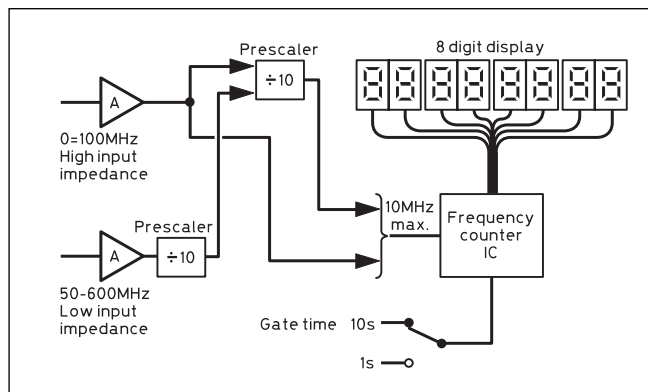 Prescaler
÷10
8 digit display
A
0=100MHz
High input
impedance
Prescaler
÷10
A
50-600MHz
Low input
impedance
10MHz
max.
Frequency
counter
IC
Gate time 10s
1s